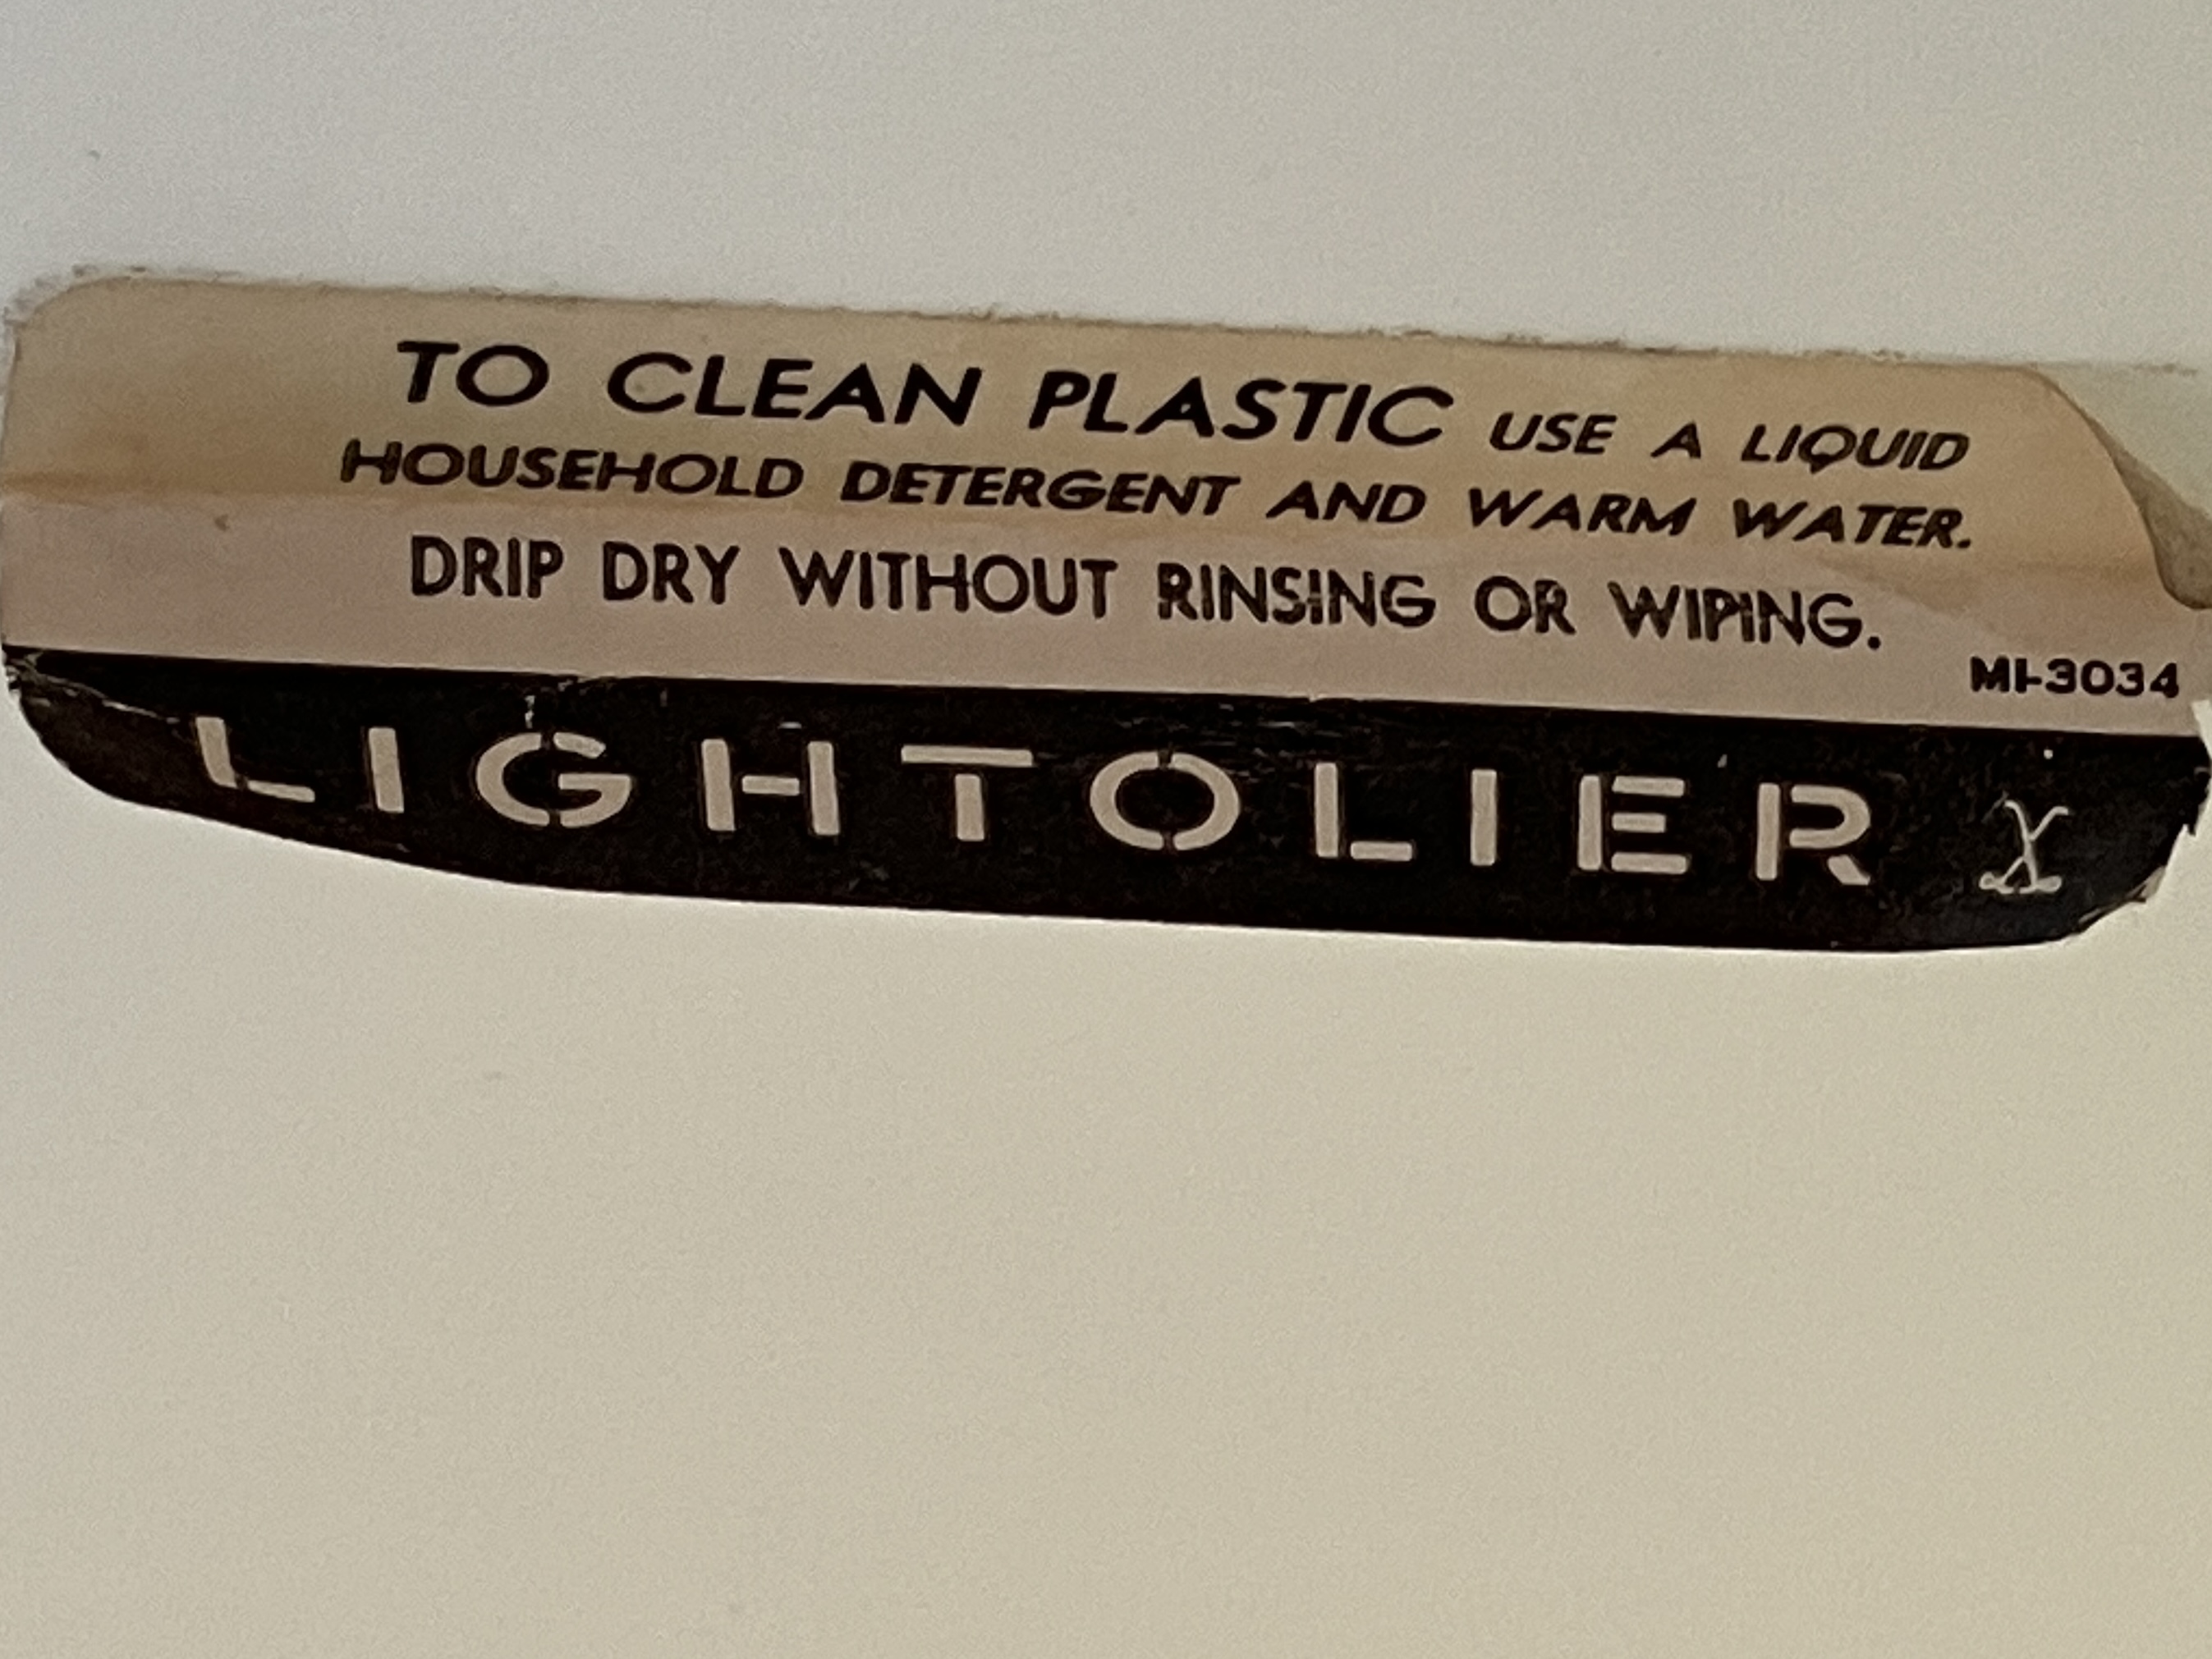 TO CLEAN PLASTIC USE A LIQUID
HOUSEHOLD DETERGENT AND WARM WATER.
DRIP DRY WITHOUT RINSING OR WIPING.
MI-3034
LIGHTOLIER